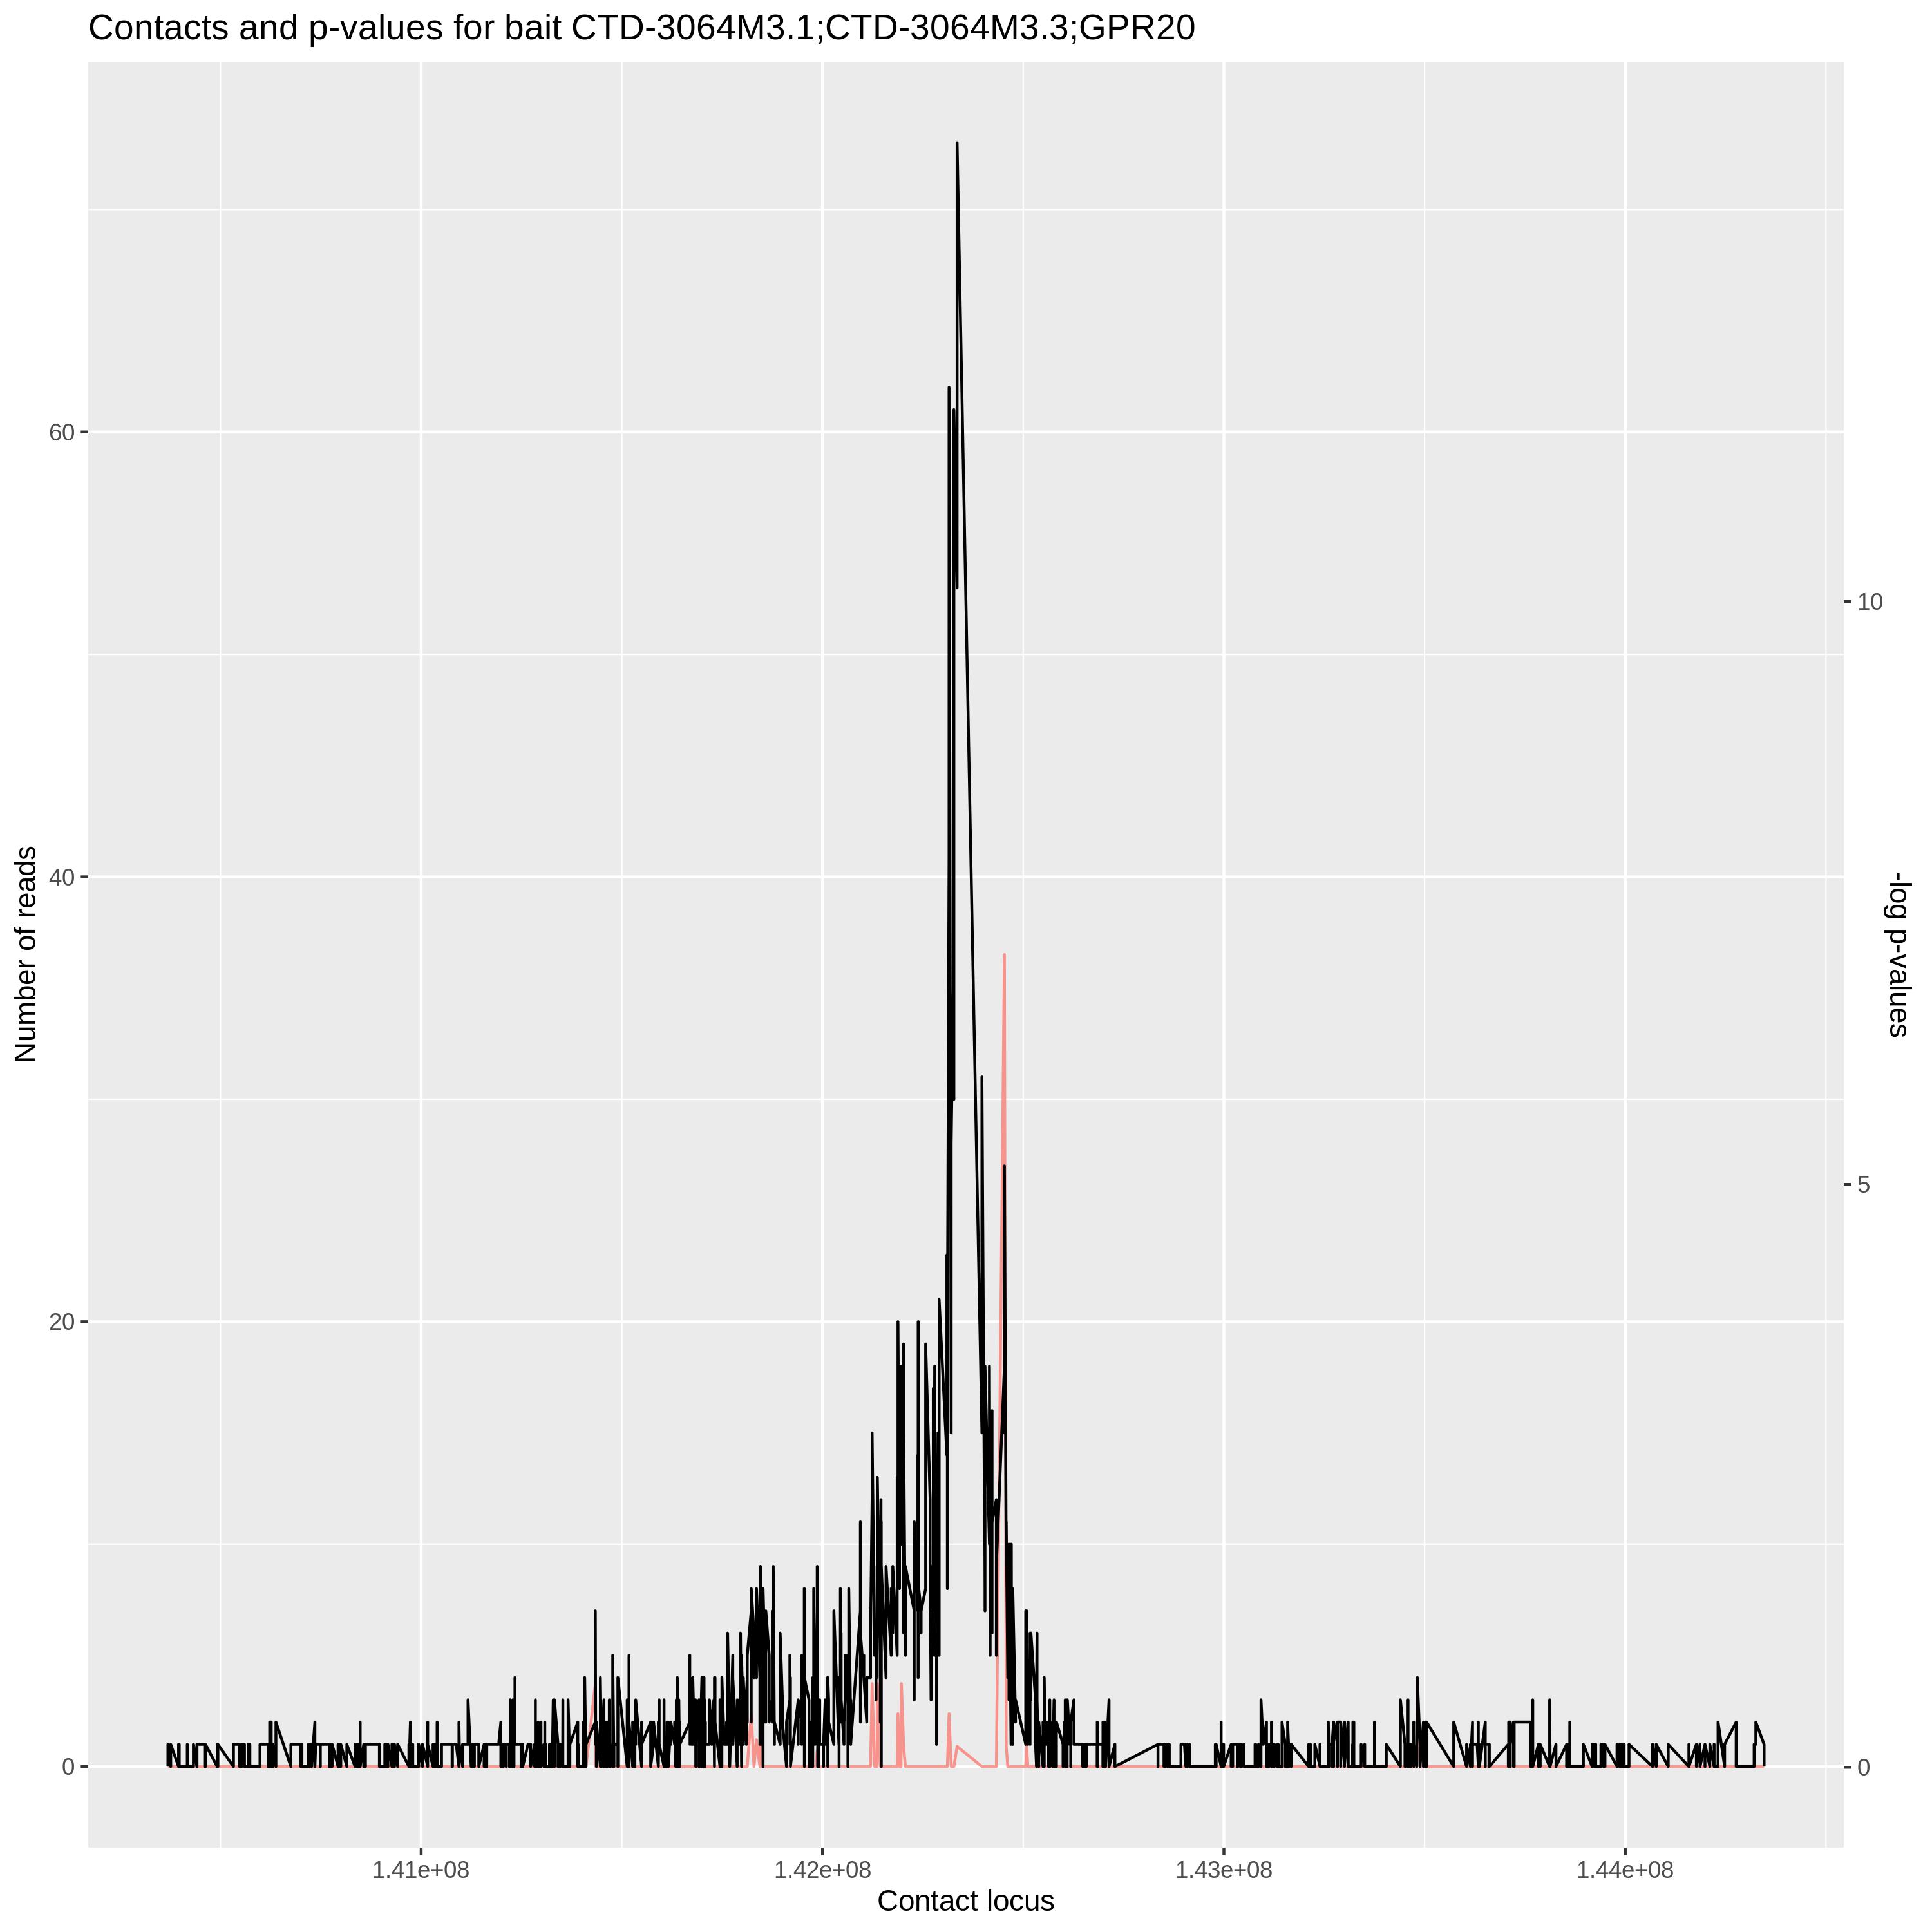 Contacts and p-values for bait CTD-3064M3.1;CTD-3064M3.3;GPR20
Number of reads
60
40
20
0
10
5
0
-log p-values
1.41e+08 1.42e+08 1.43e+08 1.44e+08
Contact locus